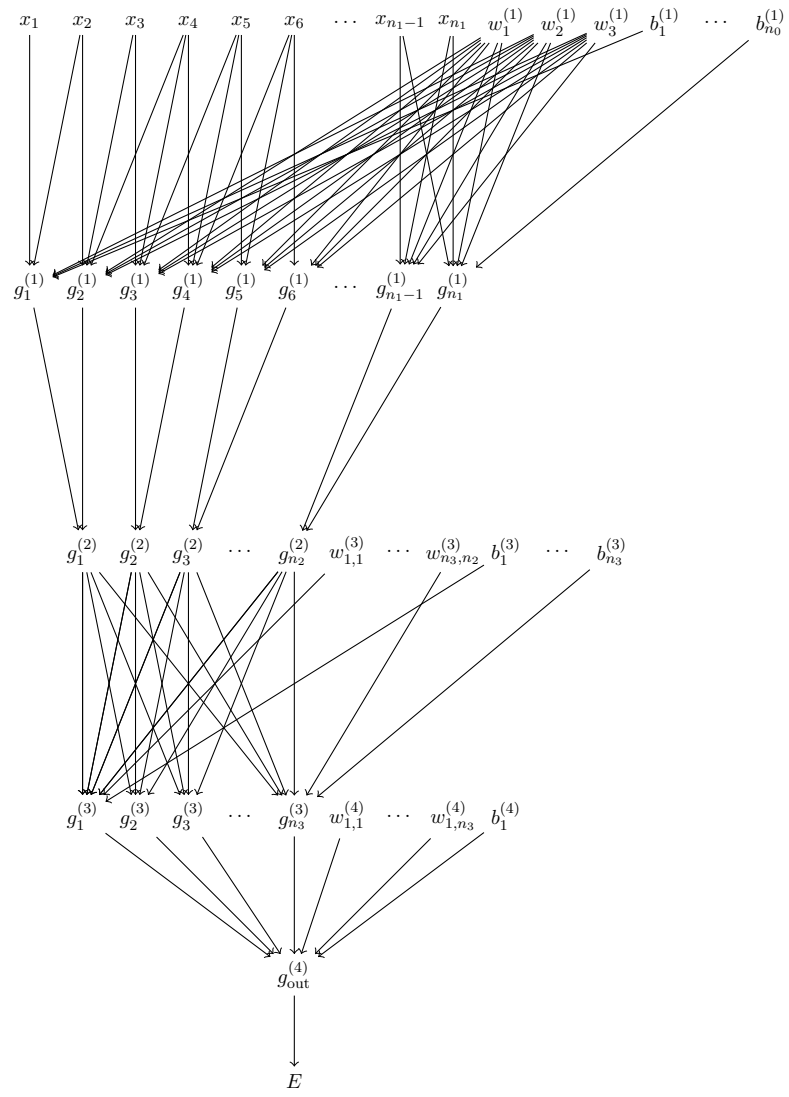 x_1 x_2 x_3 x_4 x_5 x_6 ⋯ x_{n_1−1} x_{n_1} w_1^{(1)} w_2^{(1)} w_3^{(1)} b_1^{(1)} ⋯ b_{n_0}^{(1)}
g_1^{(1)} g_2^{(1)} g_3^{(1)} g_4^{(1)} g_5^{(1)} g_6^{(1)} ⋯ g_{n_1−1}^{(1)} g_{n_1}^{(1)}
g_1^{(2)} g_2^{(2)} g_3^{(2)} ⋯ g_{n_2}^{(2)} w_{1,1}^{(3)} ⋯ w_{n_3,n_2}^{(3)} b_1^{(3)} ⋯ b_{n_3}^{(3)}
g_1^{(3)} g_2^{(3)} g_3^{(3)} ⋯ g_{n_3}^{(3)} w_{1,1}^{(4)} ⋯ w_{1,n_3}^{(4)} b_1^{(4)}
g_{out}^{(4)}
E